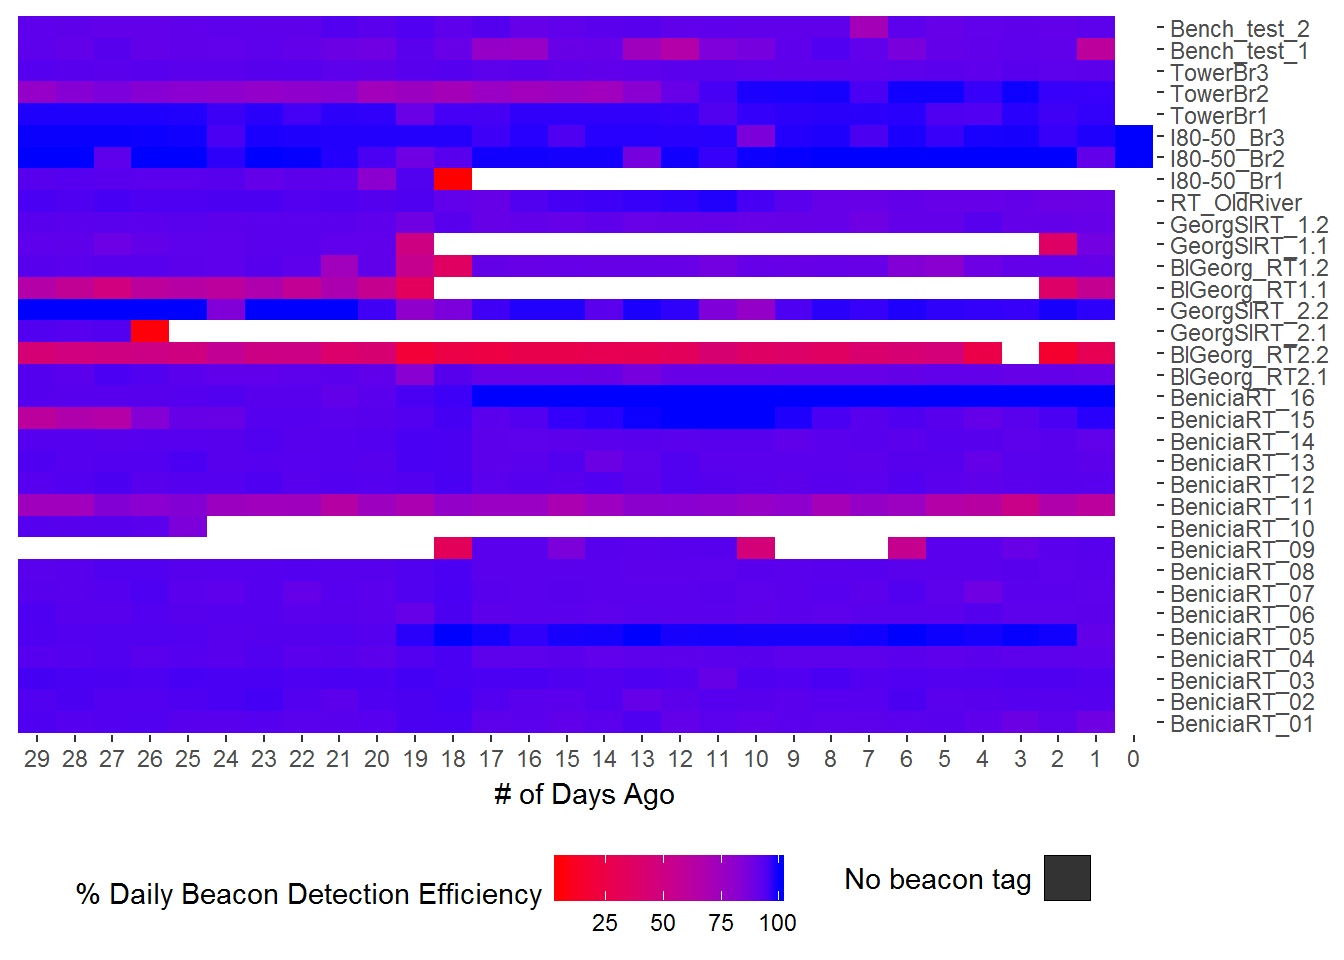 Bench_test_2
Bench_test_1
TowerBr3
TowerBr2
TowerBr1
I80-50_Br3
I80-50_Br2
I80-50_Br1
RT_OldRiver
GeorgSlRT_1.2
GeorgSlRT_1.1
BlGeorg_RT1.2
BlGeorg_RT1.1
GeorgSlRT_2.2
GeorgSlRT_2.1
BlGeorg_RT2.2
BlGeorg_RT2.1
BeniciaRT_16
BeniciaRT_15
BeniciaRT_14
BeniciaRT_13
BeniciaRT_12
BeniciaRT_11
BeniciaRT_10
BeniciaRT_09
BeniciaRT_08
BeniciaRT_07
BeniciaRT_06
BeniciaRT_05
BeniciaRT_04
BeniciaRT_03
BeniciaRT_02
BeniciaRT_01
29 28 27 26 25 24 23 22 21 20 19 18 17 16 15 14 13 12 11 10 9 8 7 6 5 4 3 2 1 0
# of Days Ago
% Daily Beacon Detection Efficiency
25 50 75 100
No beacon tag